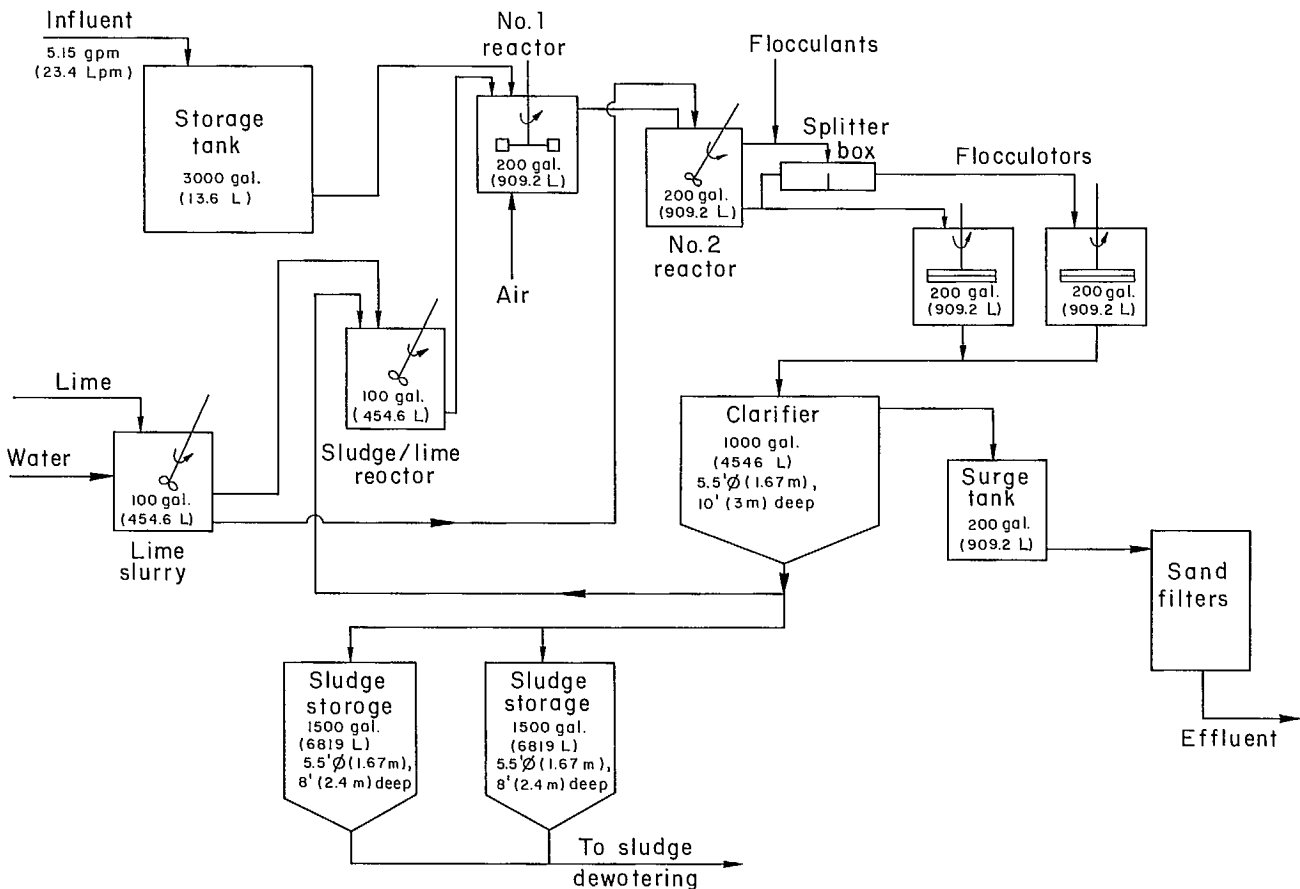 Influent
5.15 gpm
(23.4 Lpm)
Storage
tank
3000 gal.
(13.6 L)
No.1
reactor
200 gal.
(909.2 L)
Air
Flocculants
200 gal.
(909.2 L)
No.2
reactor
Splitter
box
Flocculotors
200 gal.
(909.2 L)
200 gal.
(909.2 L)
Lime
Water
100 gal.
(454.6 L)
Lime
slurry
100 gal.
(454.6 L)
Sludge/lime
reoctor
Clarifier
1000 gal.
(4546 L)
5.5'Ø (1.67m),
10' (3m) deep
Surge
tank
200 gal.
(909.2 L)
Sand
filters
Effluent
Sludge
storoge
1500 gal.
(6819 L)
5.5'Ø (1.67m),
8' (2.4 m) deep
Sludge
storage
1500 gal.
(6819 L)
5.5'Ø (1.67 m),
8' (2.4 m) deep
To sludge
dewotering